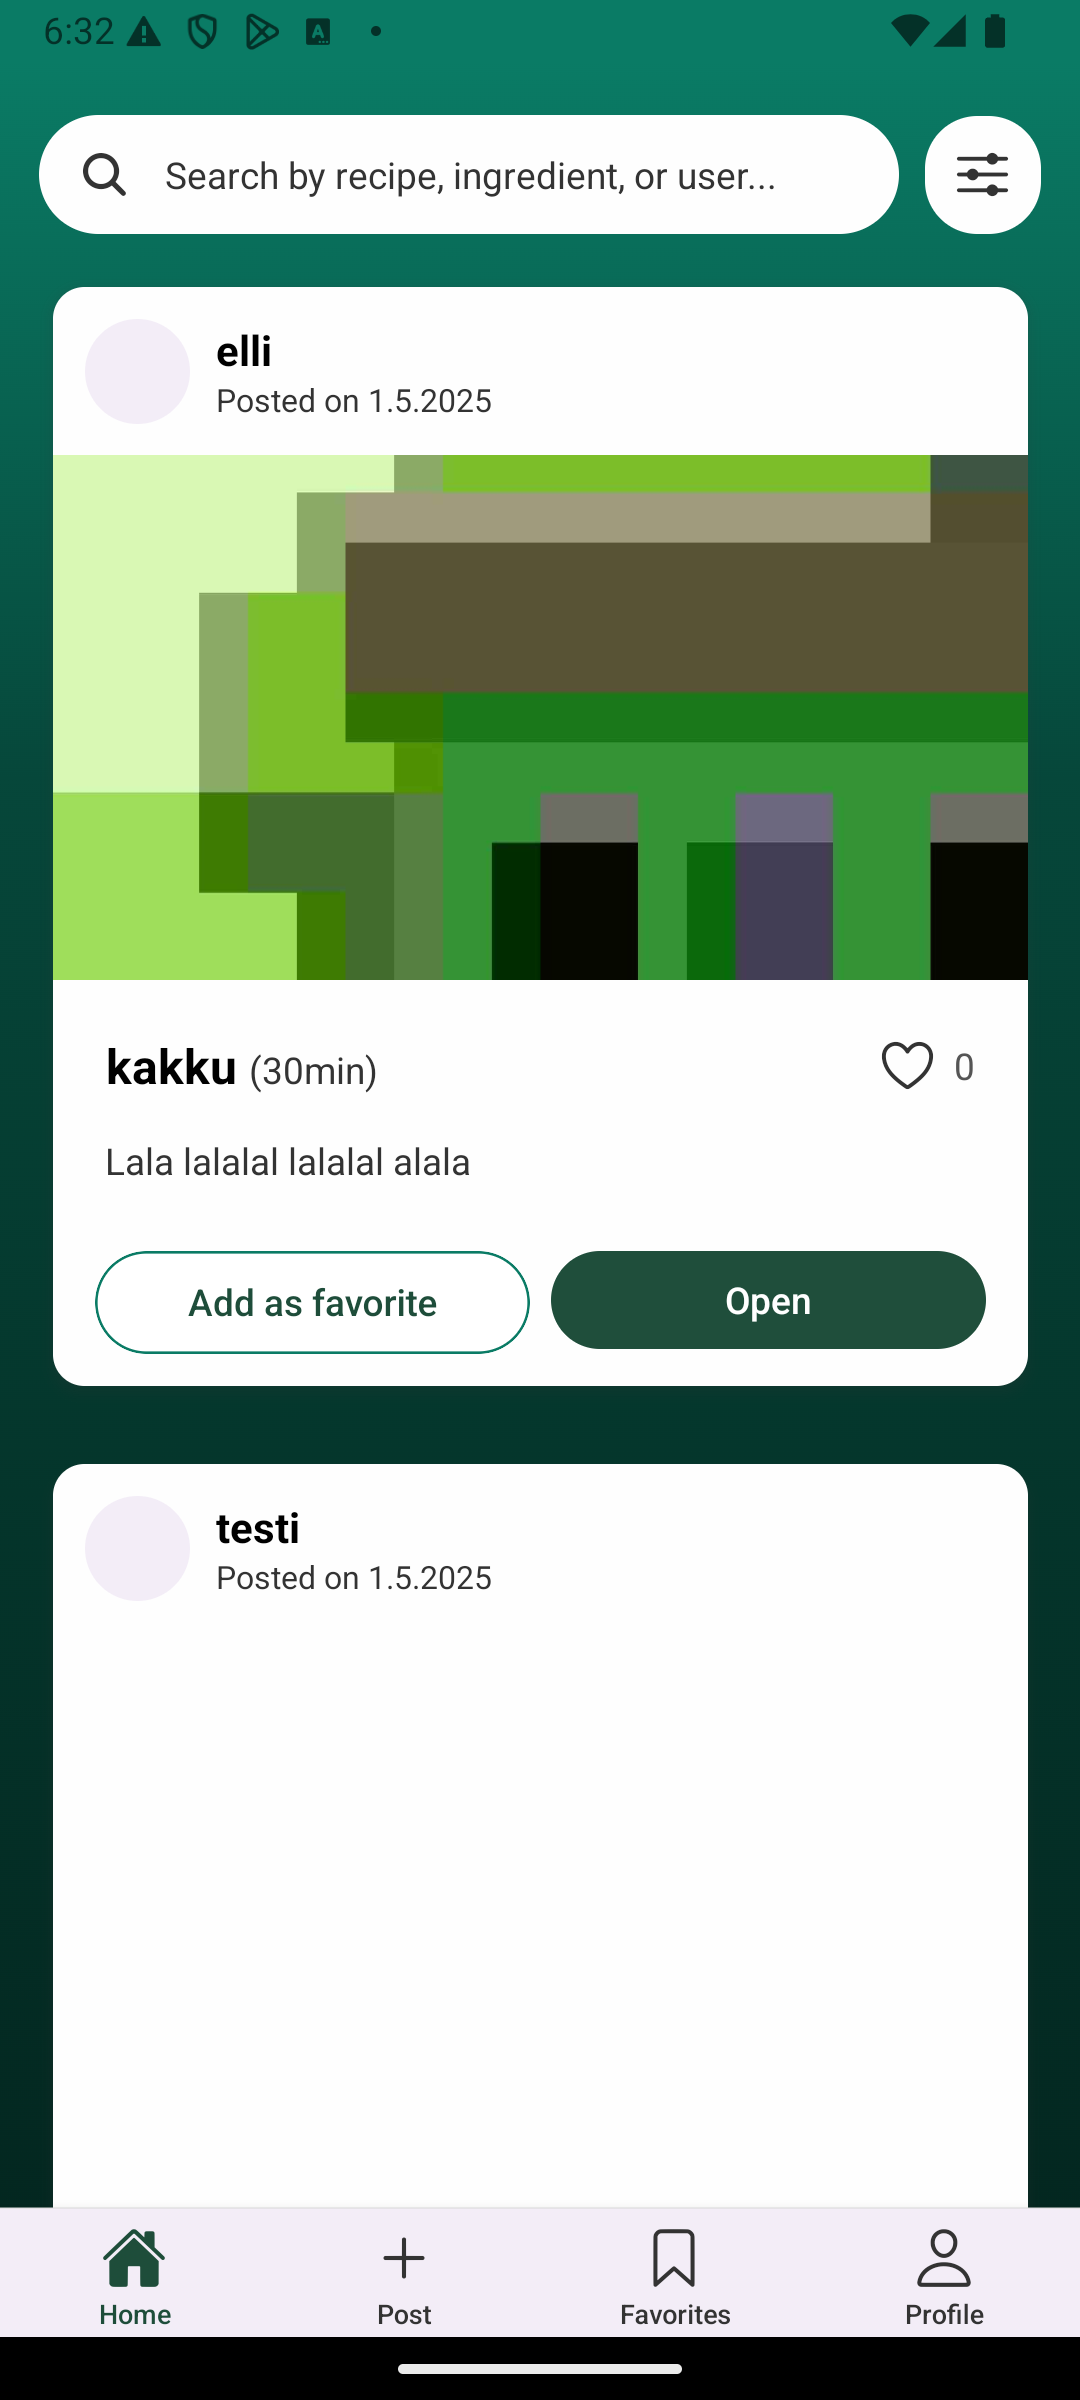 6:32
Search by recipe, ingredient, or user...
elli
Posted on 1.5.2025
kakku (30min)
0
Lala lalalal lalalal alala
Add as favorite
Open
testi
Posted on 1.5.2025
Home
Post
Favorites
Profile